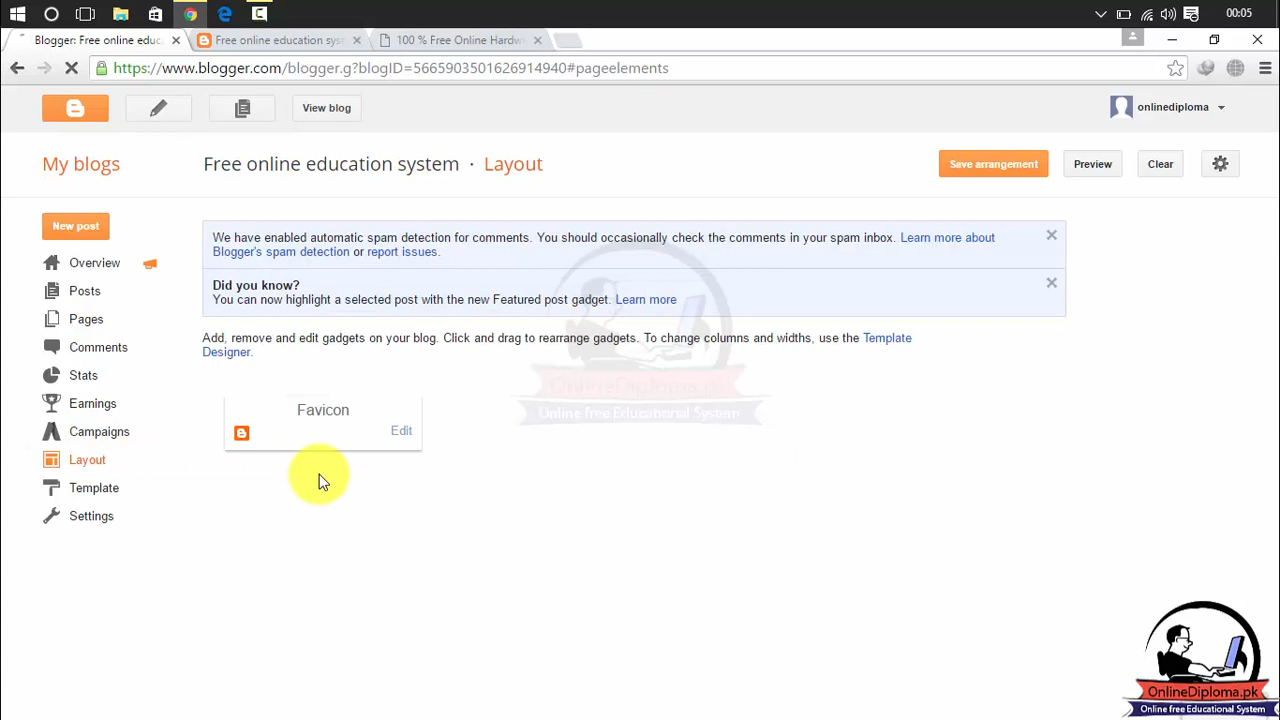 00:05
Blogger: Free online educ
Free online education sys
100 % Free Online Hardw
https://www.blogger.com/blogger.g?blogID=5665903501626914940#pageelements
View blog
onlinediploma
My blogs
Free online education system · Layout
Save arrangement
Preview
Clear
New post
We have enabled automatic spam detection for comments. You should occasionally check the comments in your spam inbox. Learn more about
Blogger's spam detection or report issues.
Did you know?
You can now highlight a selected post with the new Featured post gadget. Learn more
Add, remove and edit gadgets on your blog. Click and drag to rearrange gadgets. To change columns and widths, use the Template
Designer.
Overview
Posts
Pages
Comments
Stats
Earnings
Campaigns
Layout
Template
Settings
Favicon
Edit
OnlineDiploma.pk
Online free Educational System
OnlineDiploma.pk
Online free Educational System